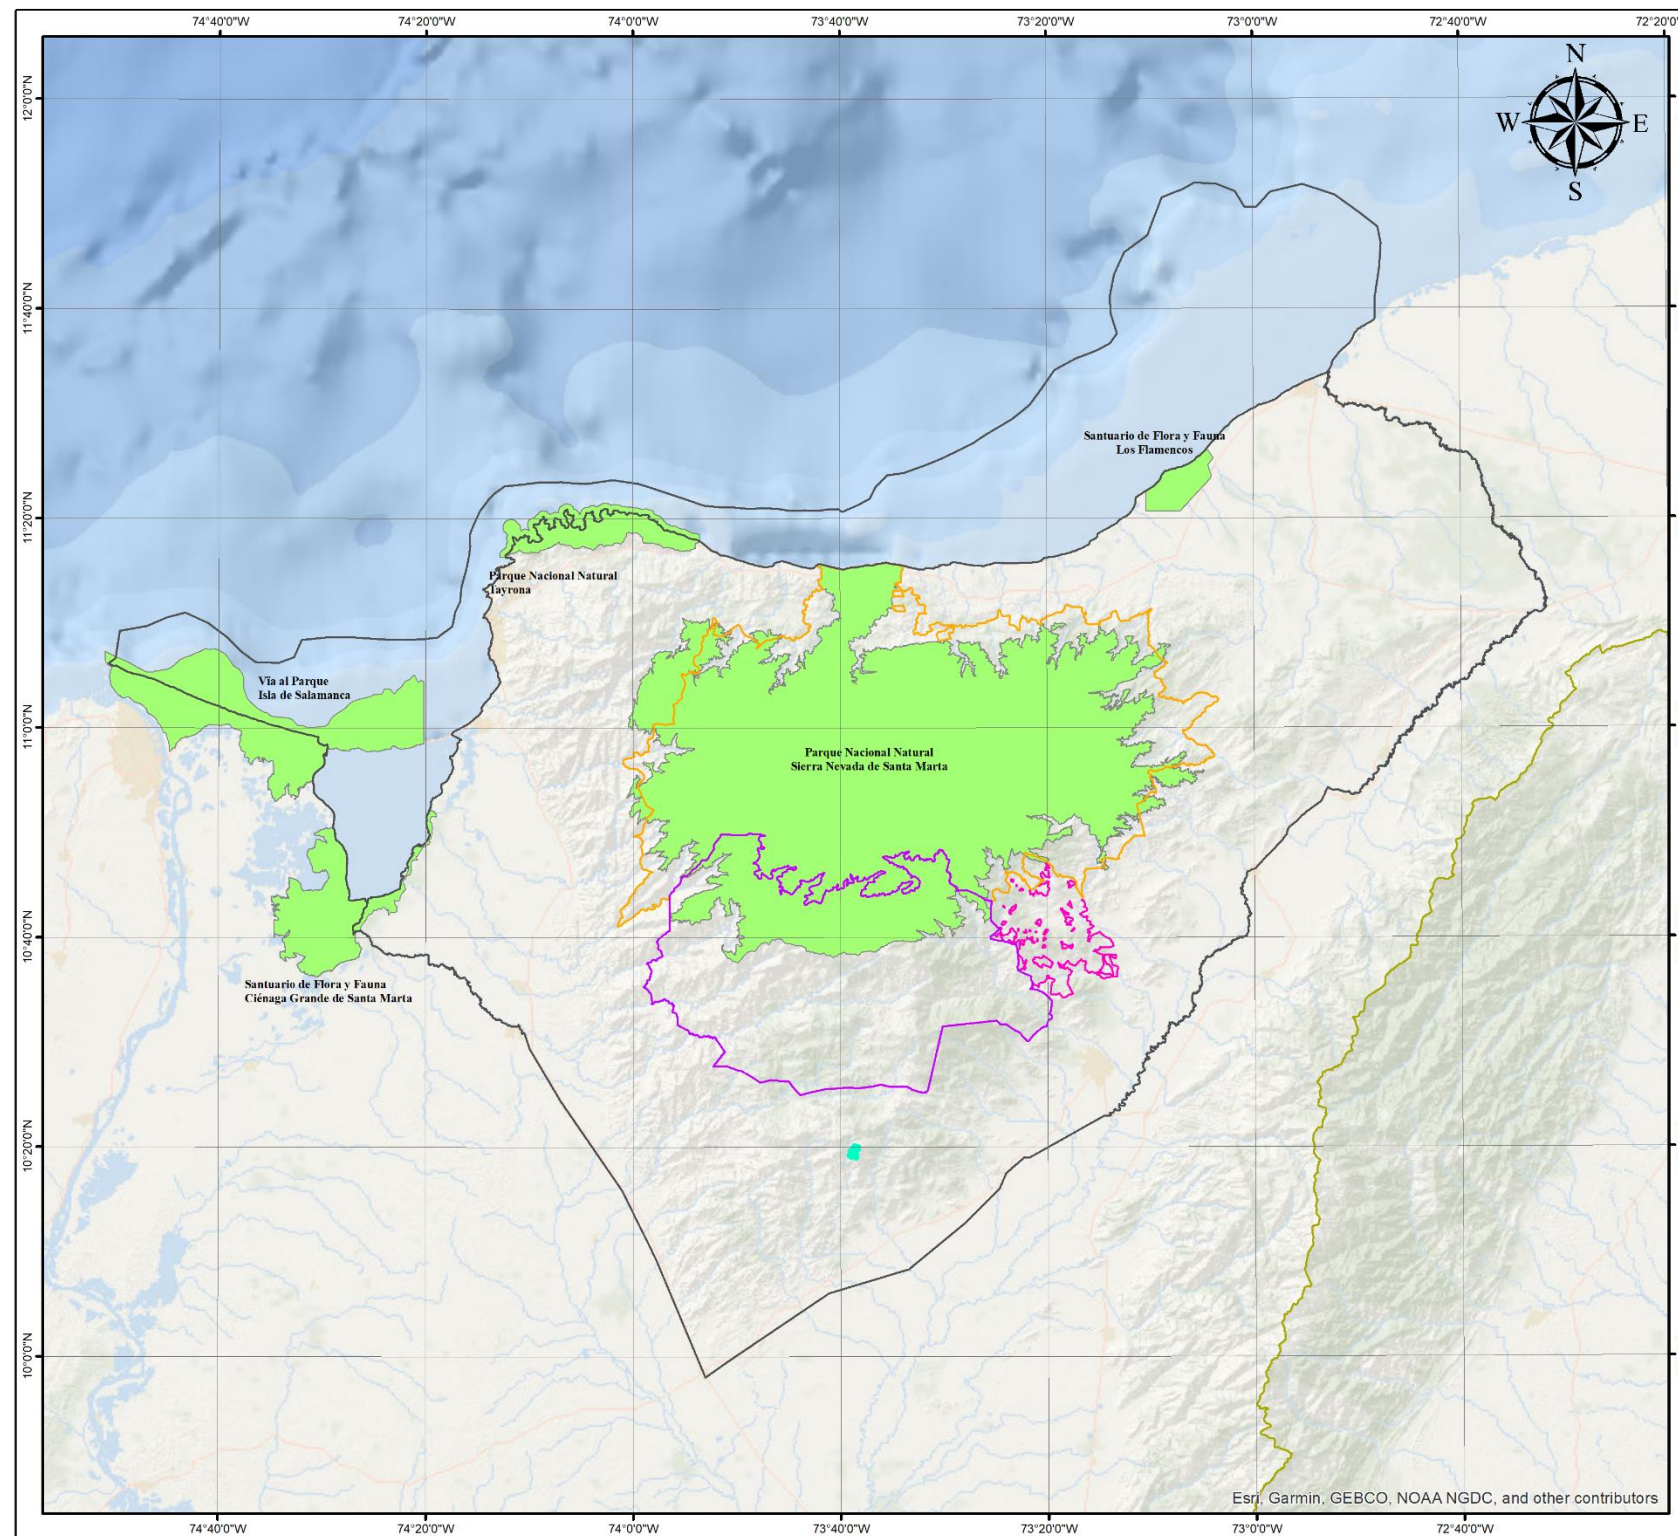 74°40'0"W 74°20'0"W 74°0'0"W 73°40'0"W 73°20'0"W 73°0'0"W 72°40'0"W 72°20'0"W
N
W E
S
12°0'0"N
11°40'0"N
11°20'0"N
11°0'0"N
10°40'0"N
10°20'0"N
10°0'0"N
Santuario de Flora y Fauna
Los Flamencos
Parque Nacional Natural
Tayrona
Vía al Parque
Isla de Salamanca
Parque Nacional Natural
Sierra Nevada de Santa Marta
Santuario de Flora y Fauna
Ciénaga Grande de Santa Marta
Esri, Garmin, GEBCO, NOAA NGDC, and other contributors
74°40'0"W 74°20'0"W 74°0'0"W 73°40'0"W 73°20'0"W 73°0'0"W 72°40'0"W